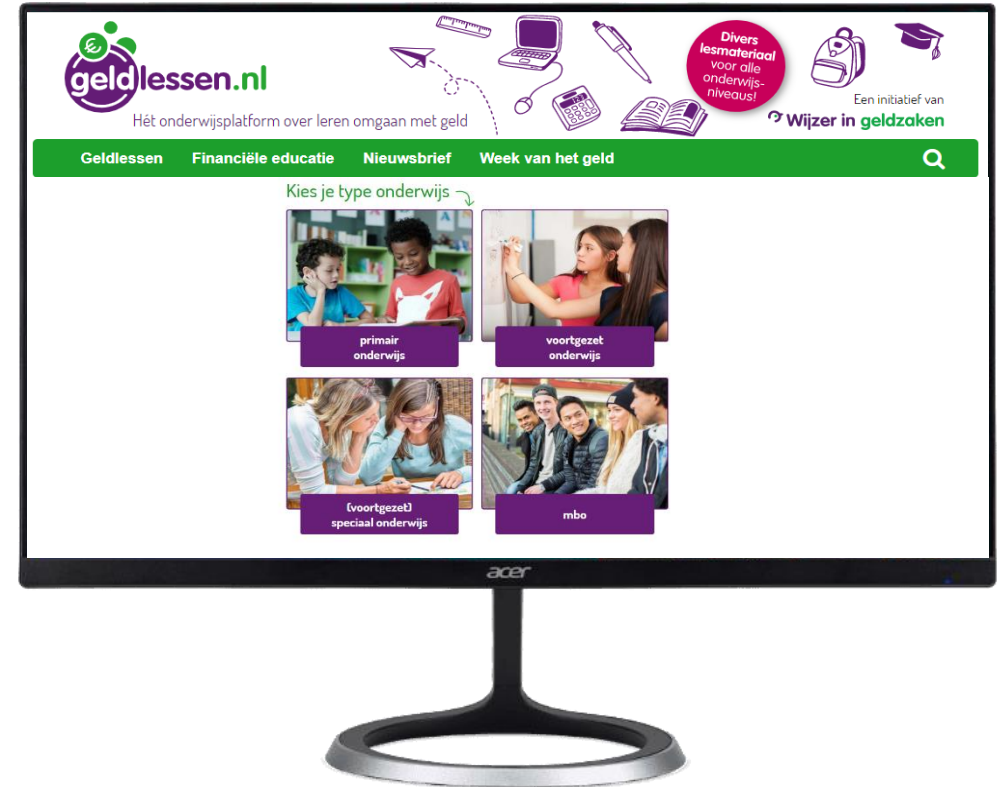 geldlessen.nl
Hét onderwijsplatform over leren omgaan met geld
Divers
lesmateriaal
voor alle
onderwijs-
niveaus!
Een initiatief van
Wijzer in geldzaken
Geldlessen Financiële educatie Nieuwsbrief Week van het geld
Kies je type onderwijs
primair
onderwijs
voortgezet
onderwijs
(voortgezet)
speciaal onderwijs
mbo
acer